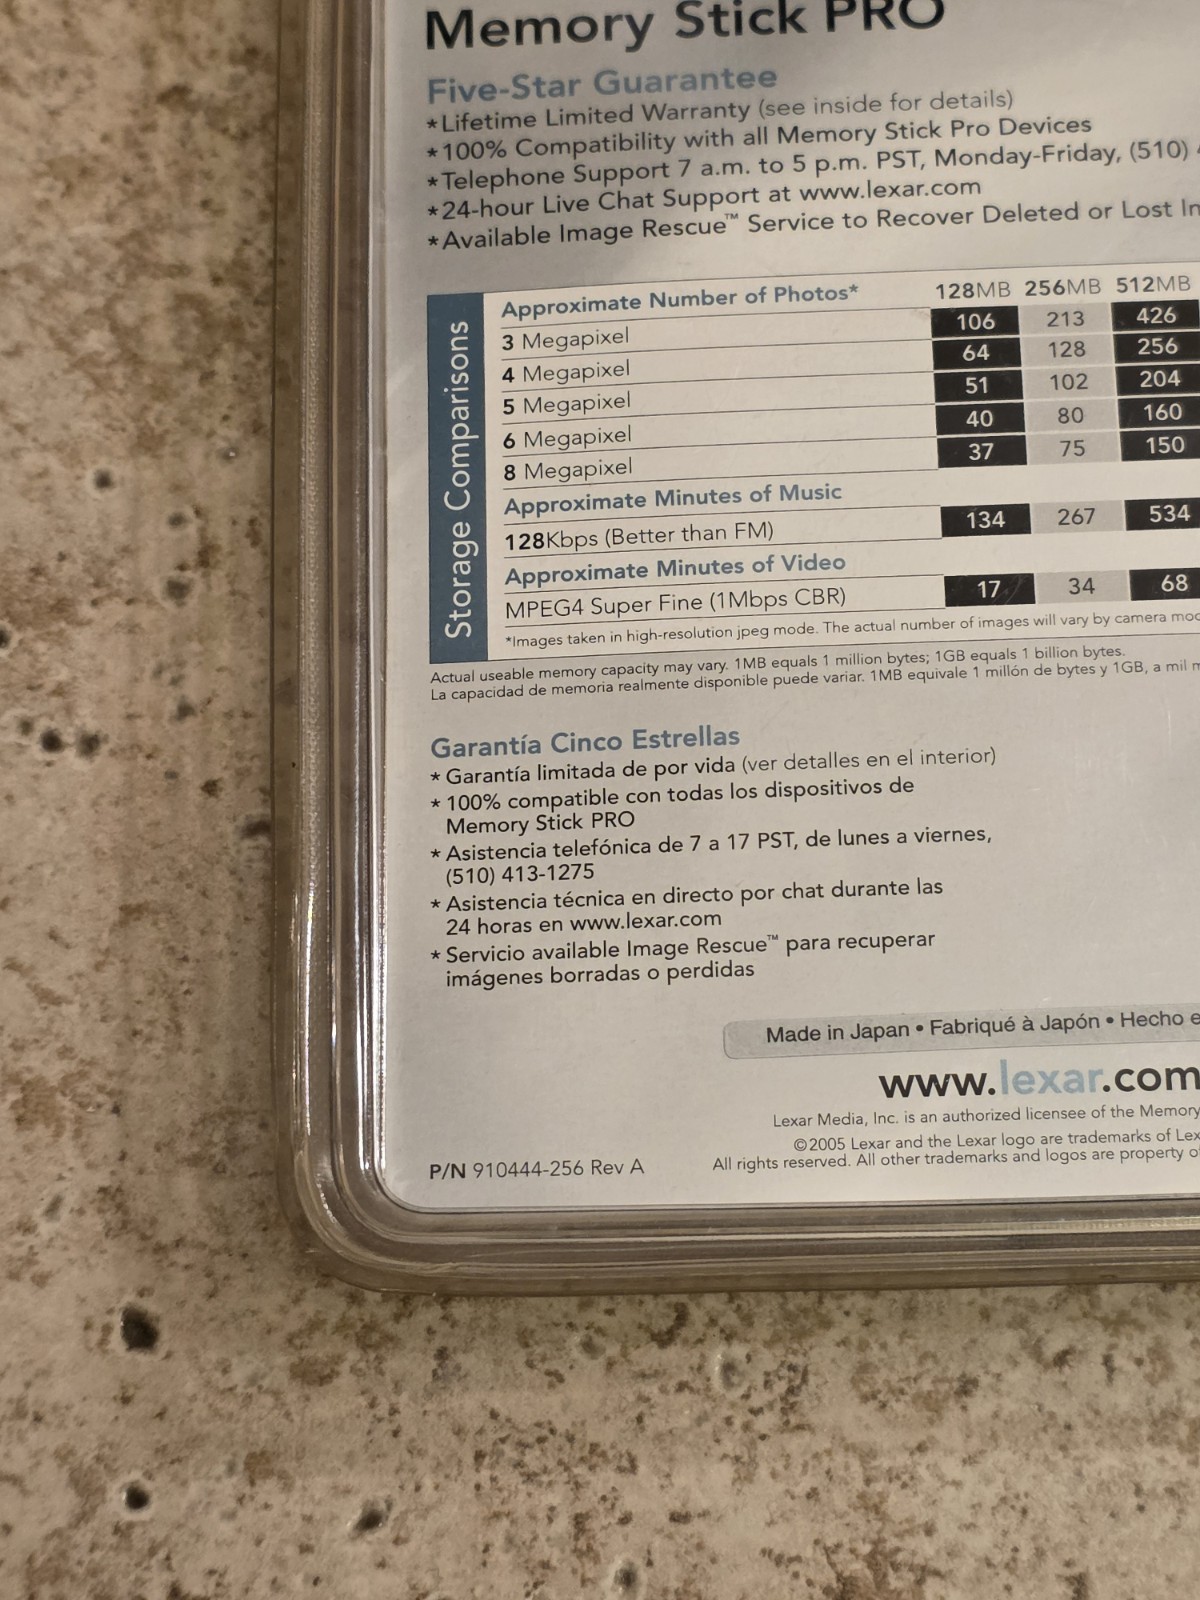 Memory Stick PRO
Five-Star Guarantee
*Lifetime Limited Warranty (see inside for details)
*100% Compatibility with all Memory Stick Pro Devices
*Telephone Support 7 a.m. to 5 p.m. PST, Monday-Friday, (510)
*24-hour Live Chat Support at www.lexar.com
*Available Image Rescue™ Service to Recover Deleted or Lost
Storage Comparisons
Approximate Number of Photos* 128MB 256MB 512MB
3 Megapixel 106 213 426
4 Megapixel 64 128 256
5 Megapixel 51 102 204
6 Megapixel 40 80 160
8 Megapixel 37 75 150
Approximate Minutes of Music
128Kbps (Better than FM) 134 267 534
Approximate Minutes of Video
MPEG4 Super Fine (1Mbps CBR) 17 34 68
*Images taken in high-resolution jpeg mode. The actual number of images will vary by camera
Actual useable memory capacity may vary. 1MB equals 1 million bytes; 1GB equals 1 billion bytes.
La capacidad de memoria realmente disponible puede variar. 1MB equivale 1 millón de bytes y 1GB, a mil
Garantía Cinco Estrellas
* Garantía limitada de por vida (ver detalles en el interior)
* 100% compatible con todas los dispositivos de
Memory Stick PRO
* Asistencia telefónica de 7 a 17 PST, de lunes a viernes,
(510) 413-1275
* Asistencia técnica en directo por chat durante las
24 horas en www.lexar.com
* Servicio available Image Rescue™ para recuperar
imágenes borradas o perdidas
Made in Japan • Fabriqué à Japón • Hecho
www.lexar.com
Lexar Media, Inc. is an authorized licensee of the Memory
©2005 Lexar and the Lexar logo are trademarks of
All rights reserved. All other trademarks and logos are property of
P/N 910444-256 Rev A